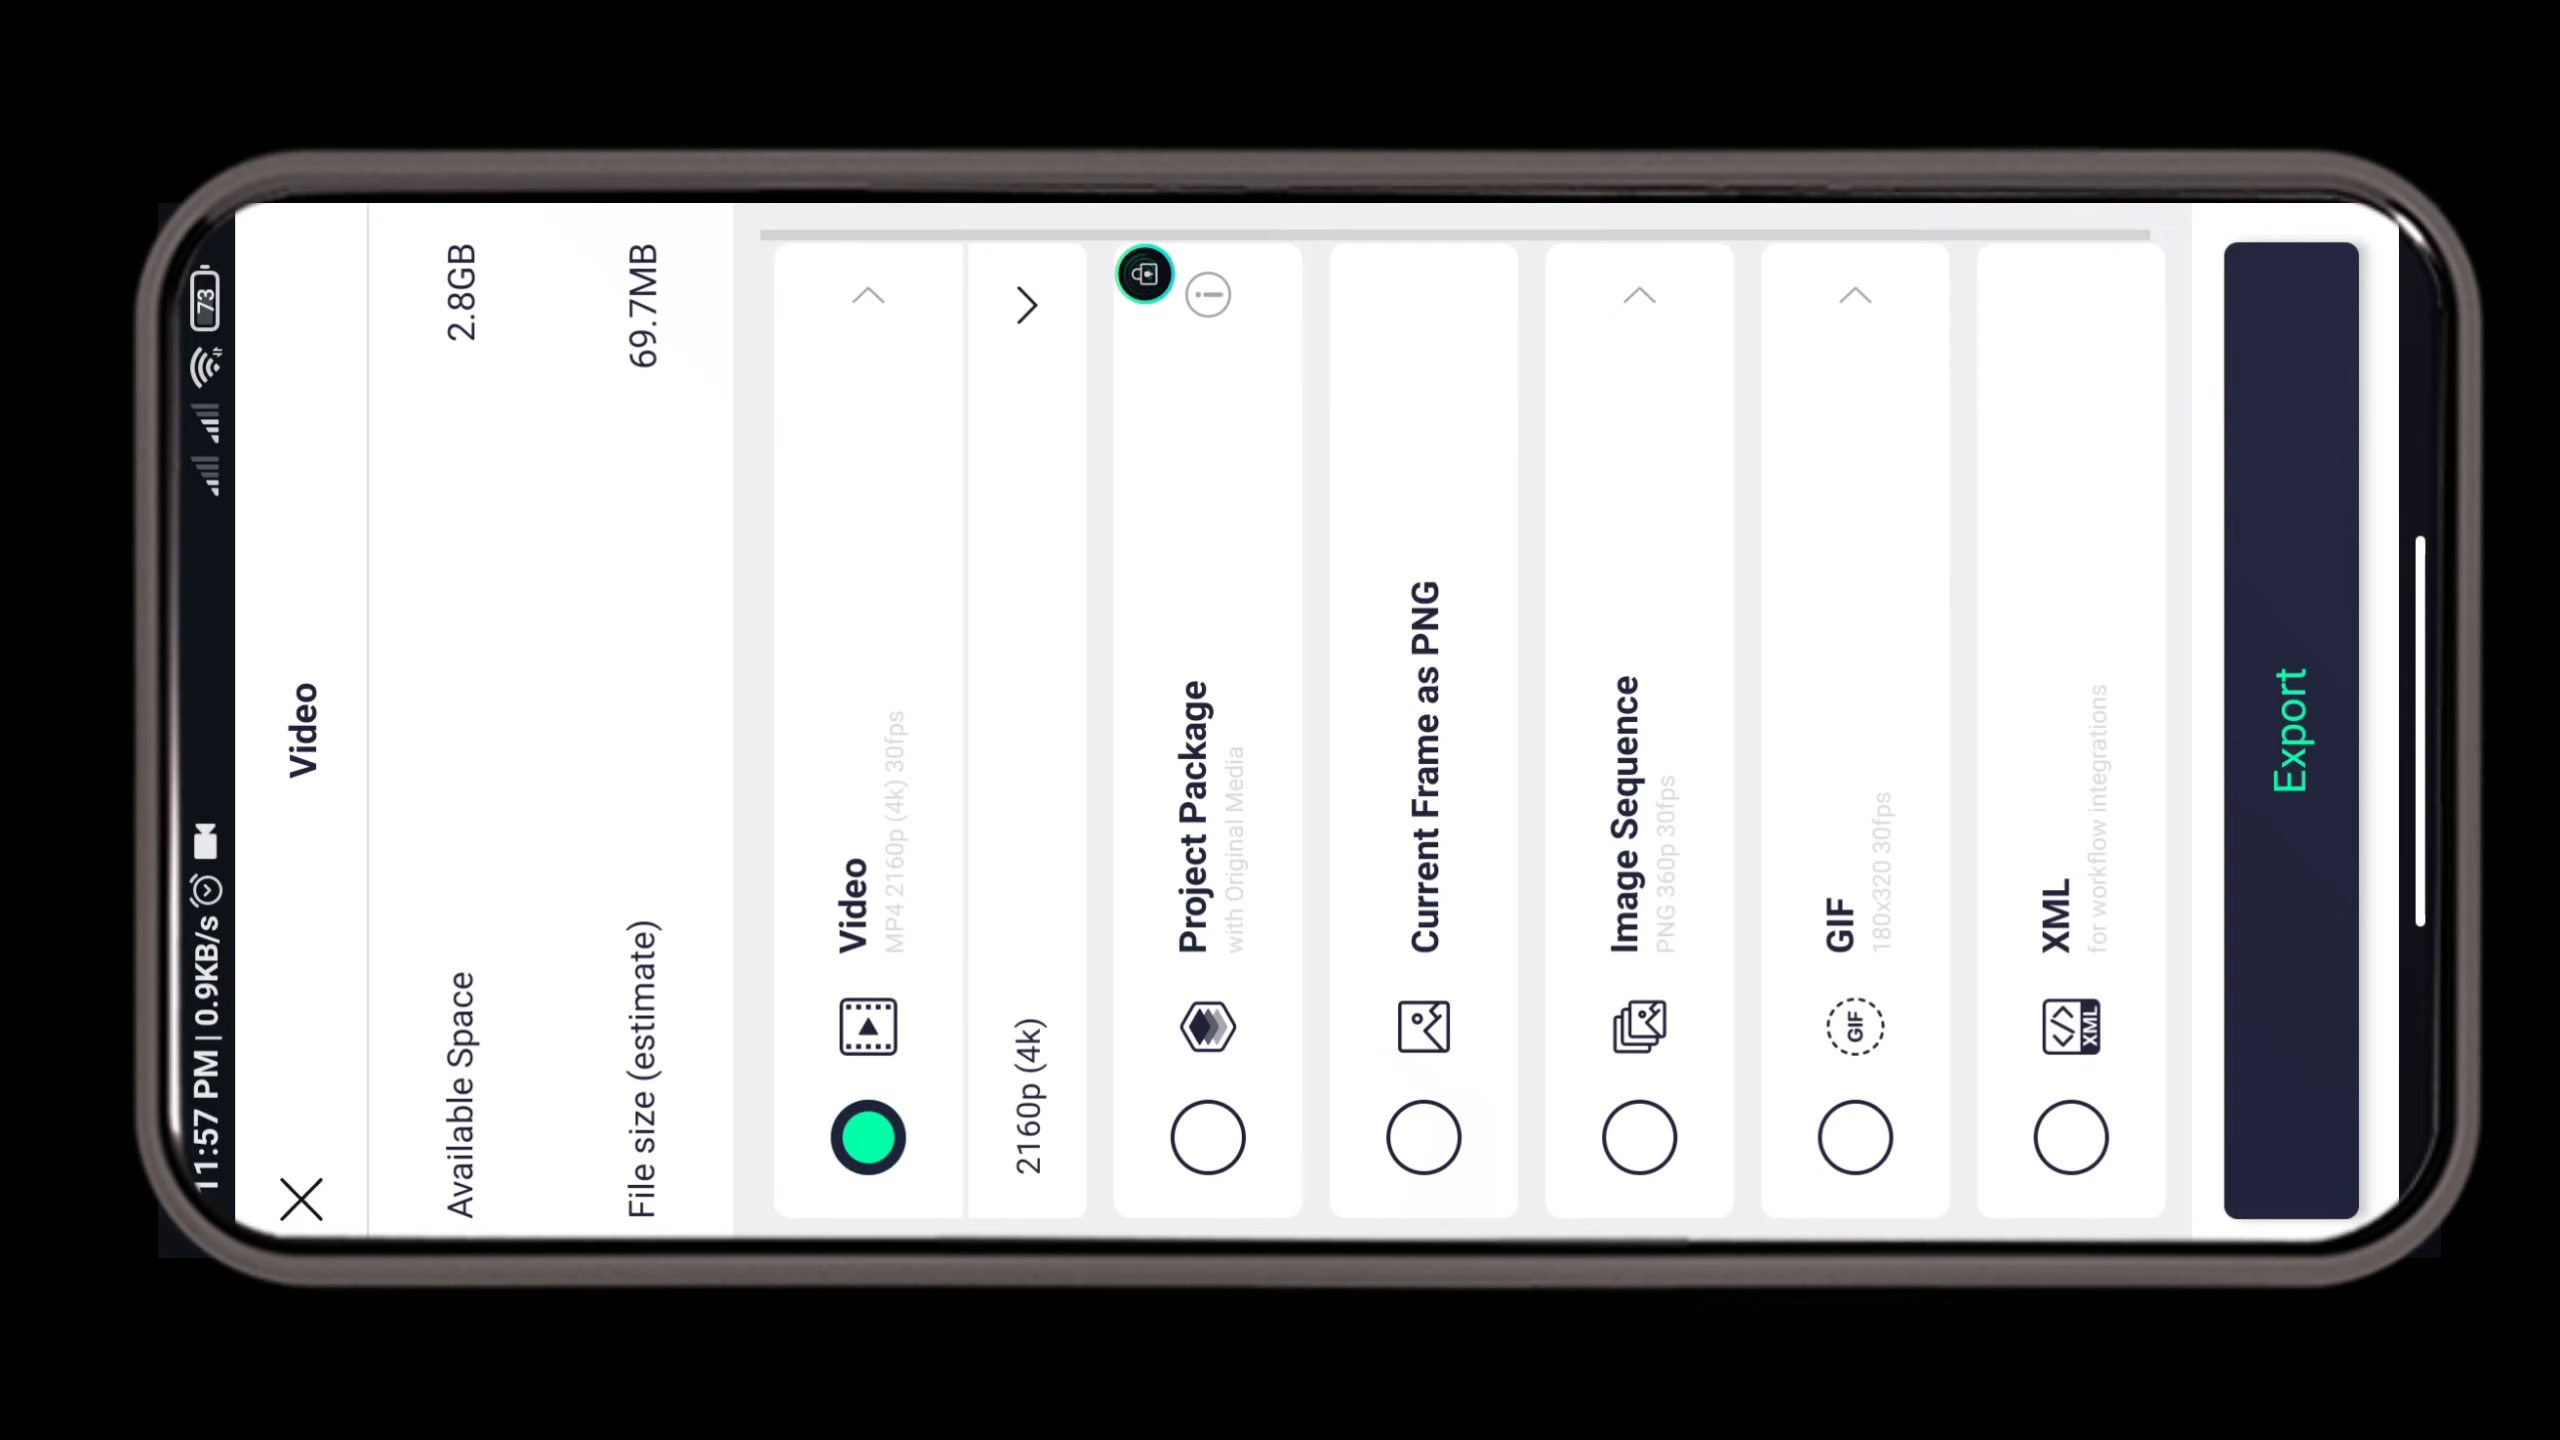 11:57 PM | 0.9KB/s
73
Video
Available Space 2.8GB
File size (estimate) 69.7MB
Video
MP4 2160p (4k) 30fps
2160p (4k)
Project Package
with Original Media
Current Frame as PNG
Image Sequence
PNG 360p 30fps
GIF
GIF
180x320 30fps
XML
XML
for workflow integrations
Export